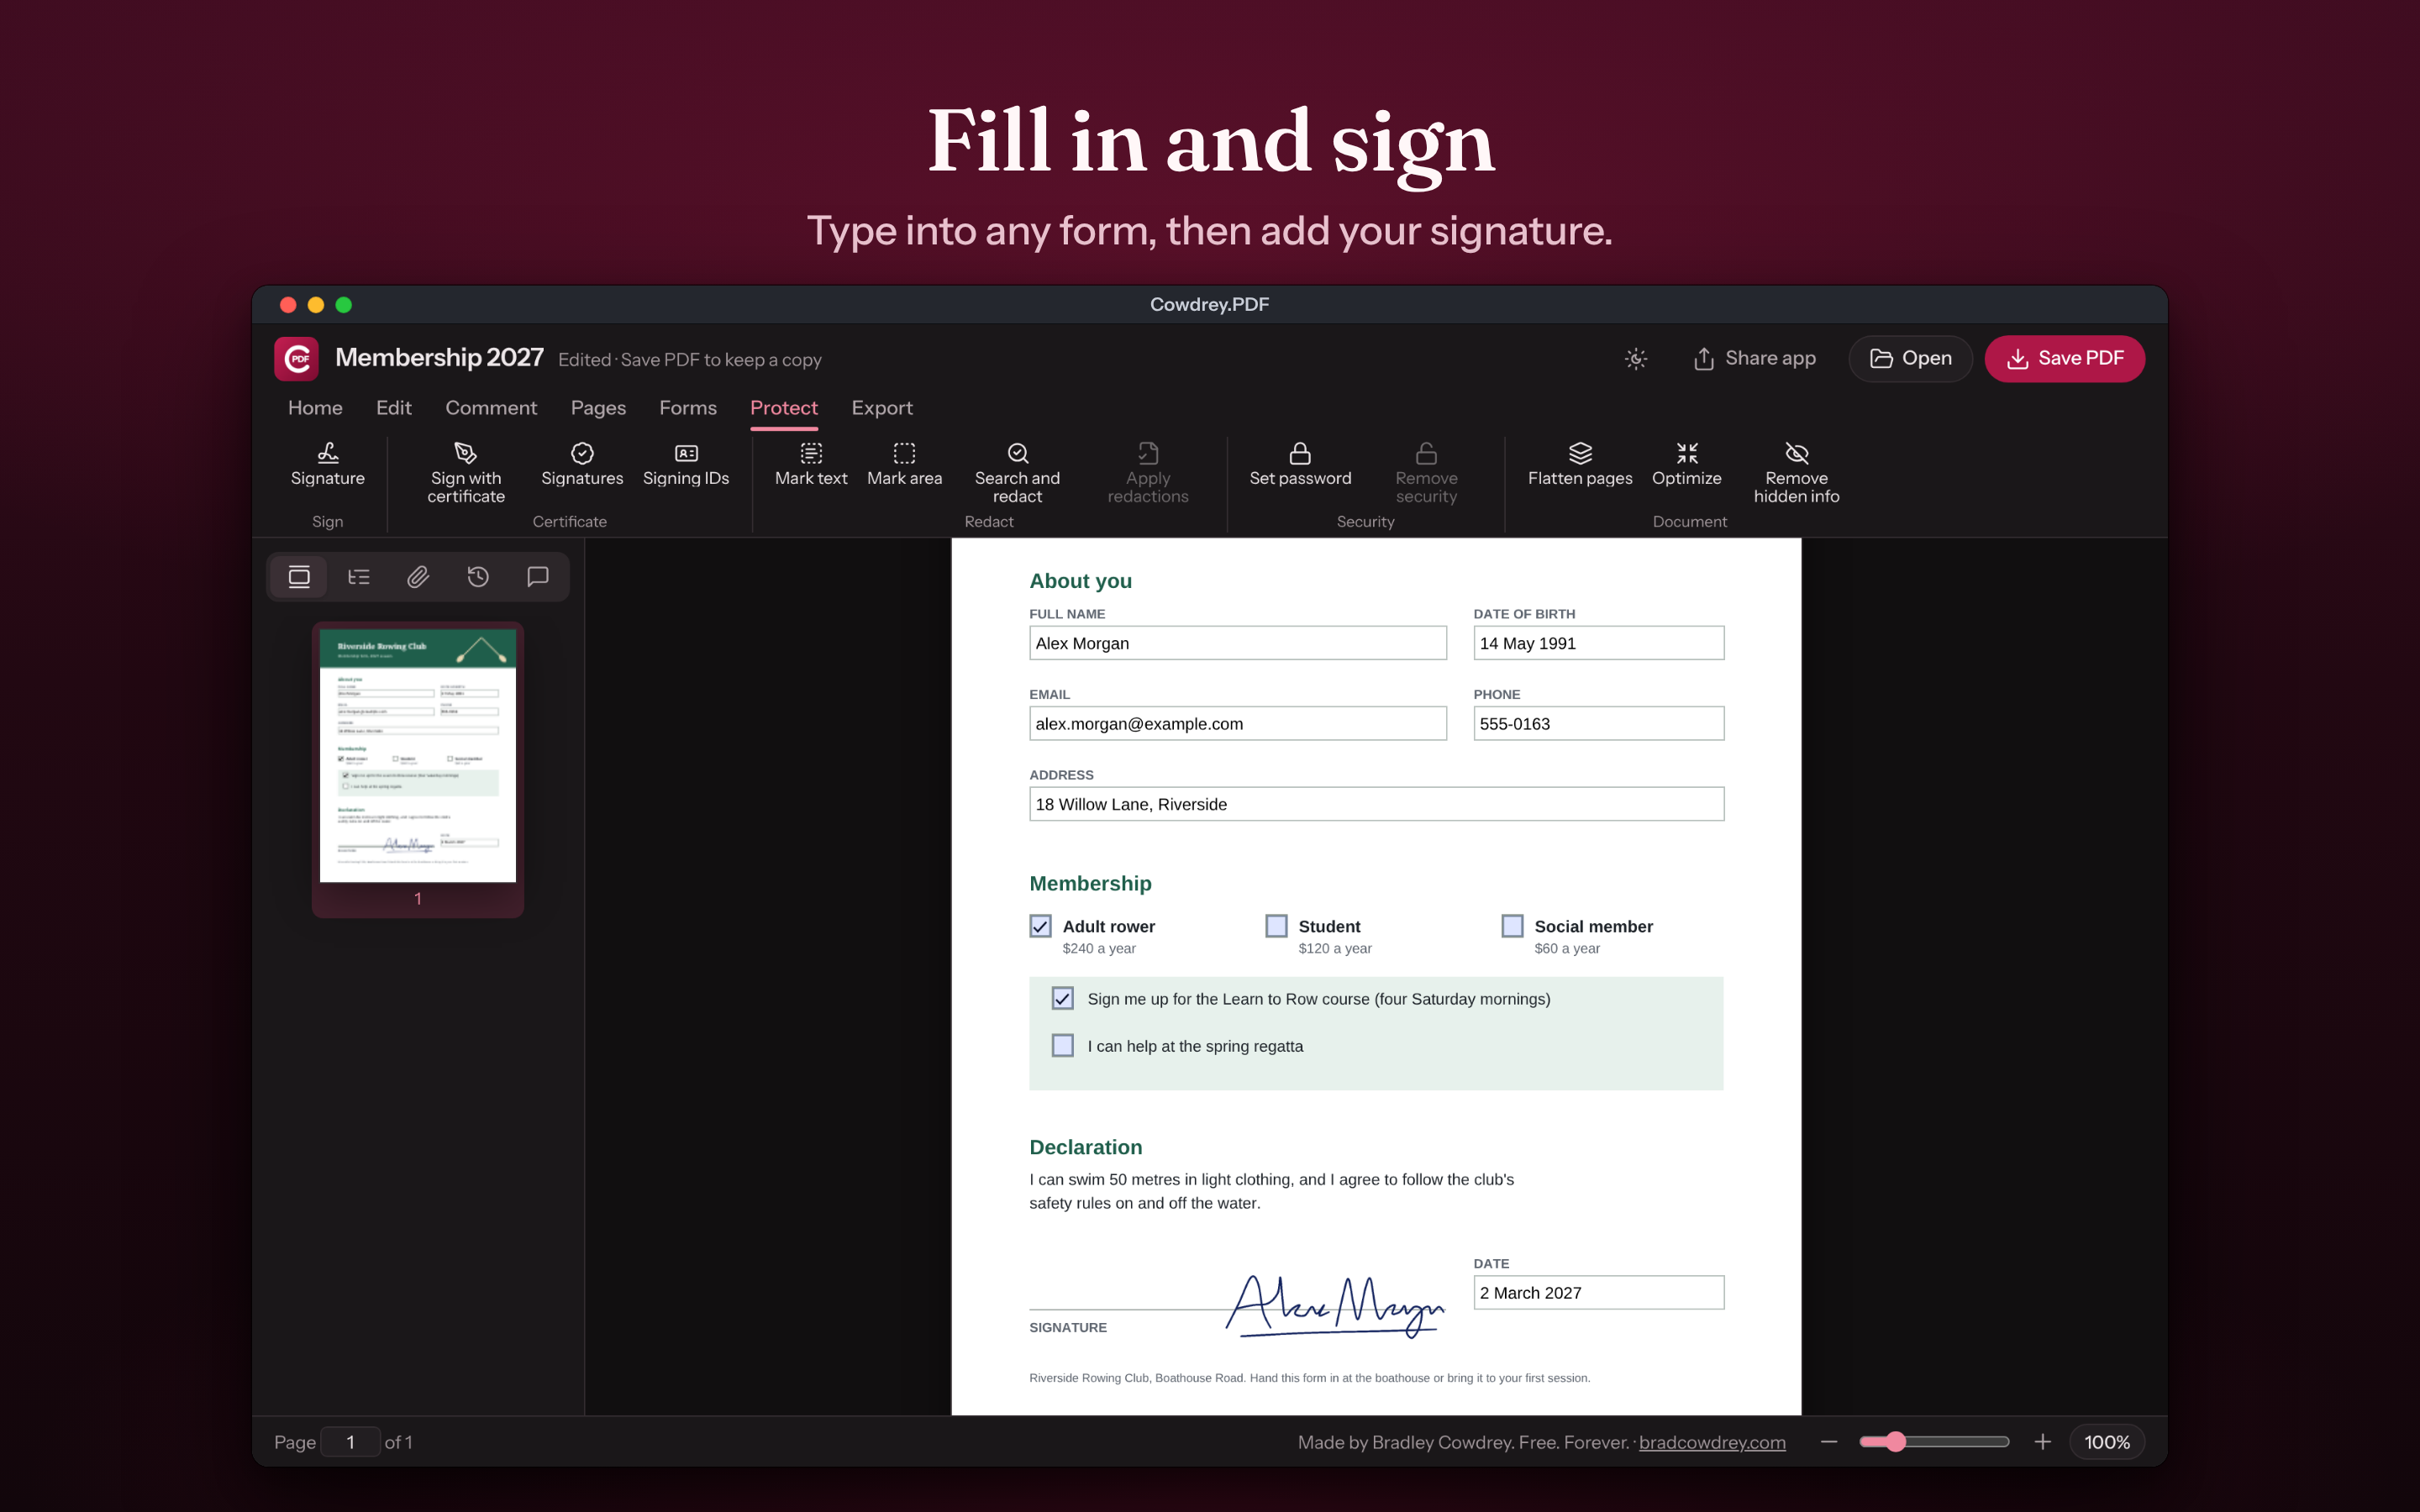 Fill in and sign
Type into any form, then add your signature.
Cowdrey.PDF
PDF
Membership 2027 Edited · Save PDF to keep a copy
Share app Open Save PDF
Home Edit Comment Pages Forms Protect Export
Signature
Sign
Sign with
certificate
Signatures
Signing IDs
Certificate
Mark text
Mark area
Search and
redact
Apply
redactions
Redact
Set password
Remove
security
Security
Flatten pages
Optimize
Remove
hidden info
Document
Riverside Rowing Club
About you
Membership
Declaration
1
About you
FULL NAME DATE OF BIRTH
Alex Morgan 14 May 1991
EMAIL PHONE
alex.morgan@example.com 555-0163
ADDRESS
18 Willow Lane, Riverside
Membership
Adult rower Student Social member
$240 a year $120 a year $60 a year
Sign me up for the Learn to Row course (four Saturday mornings)
I can help at the spring regatta
Declaration
I can swim 50 metres in light clothing, and I agree to follow the club's
safety rules on and off the water.
DATE
Alex Morgan 2 March 2027
SIGNATURE
Riverside Rowing Club, Boathouse Road. Hand this form in at the boathouse or bring it to your first session.
Page 1 of 1
Made by Bradley Cowdrey. Free. Forever. · bradcowdrey.com
100%